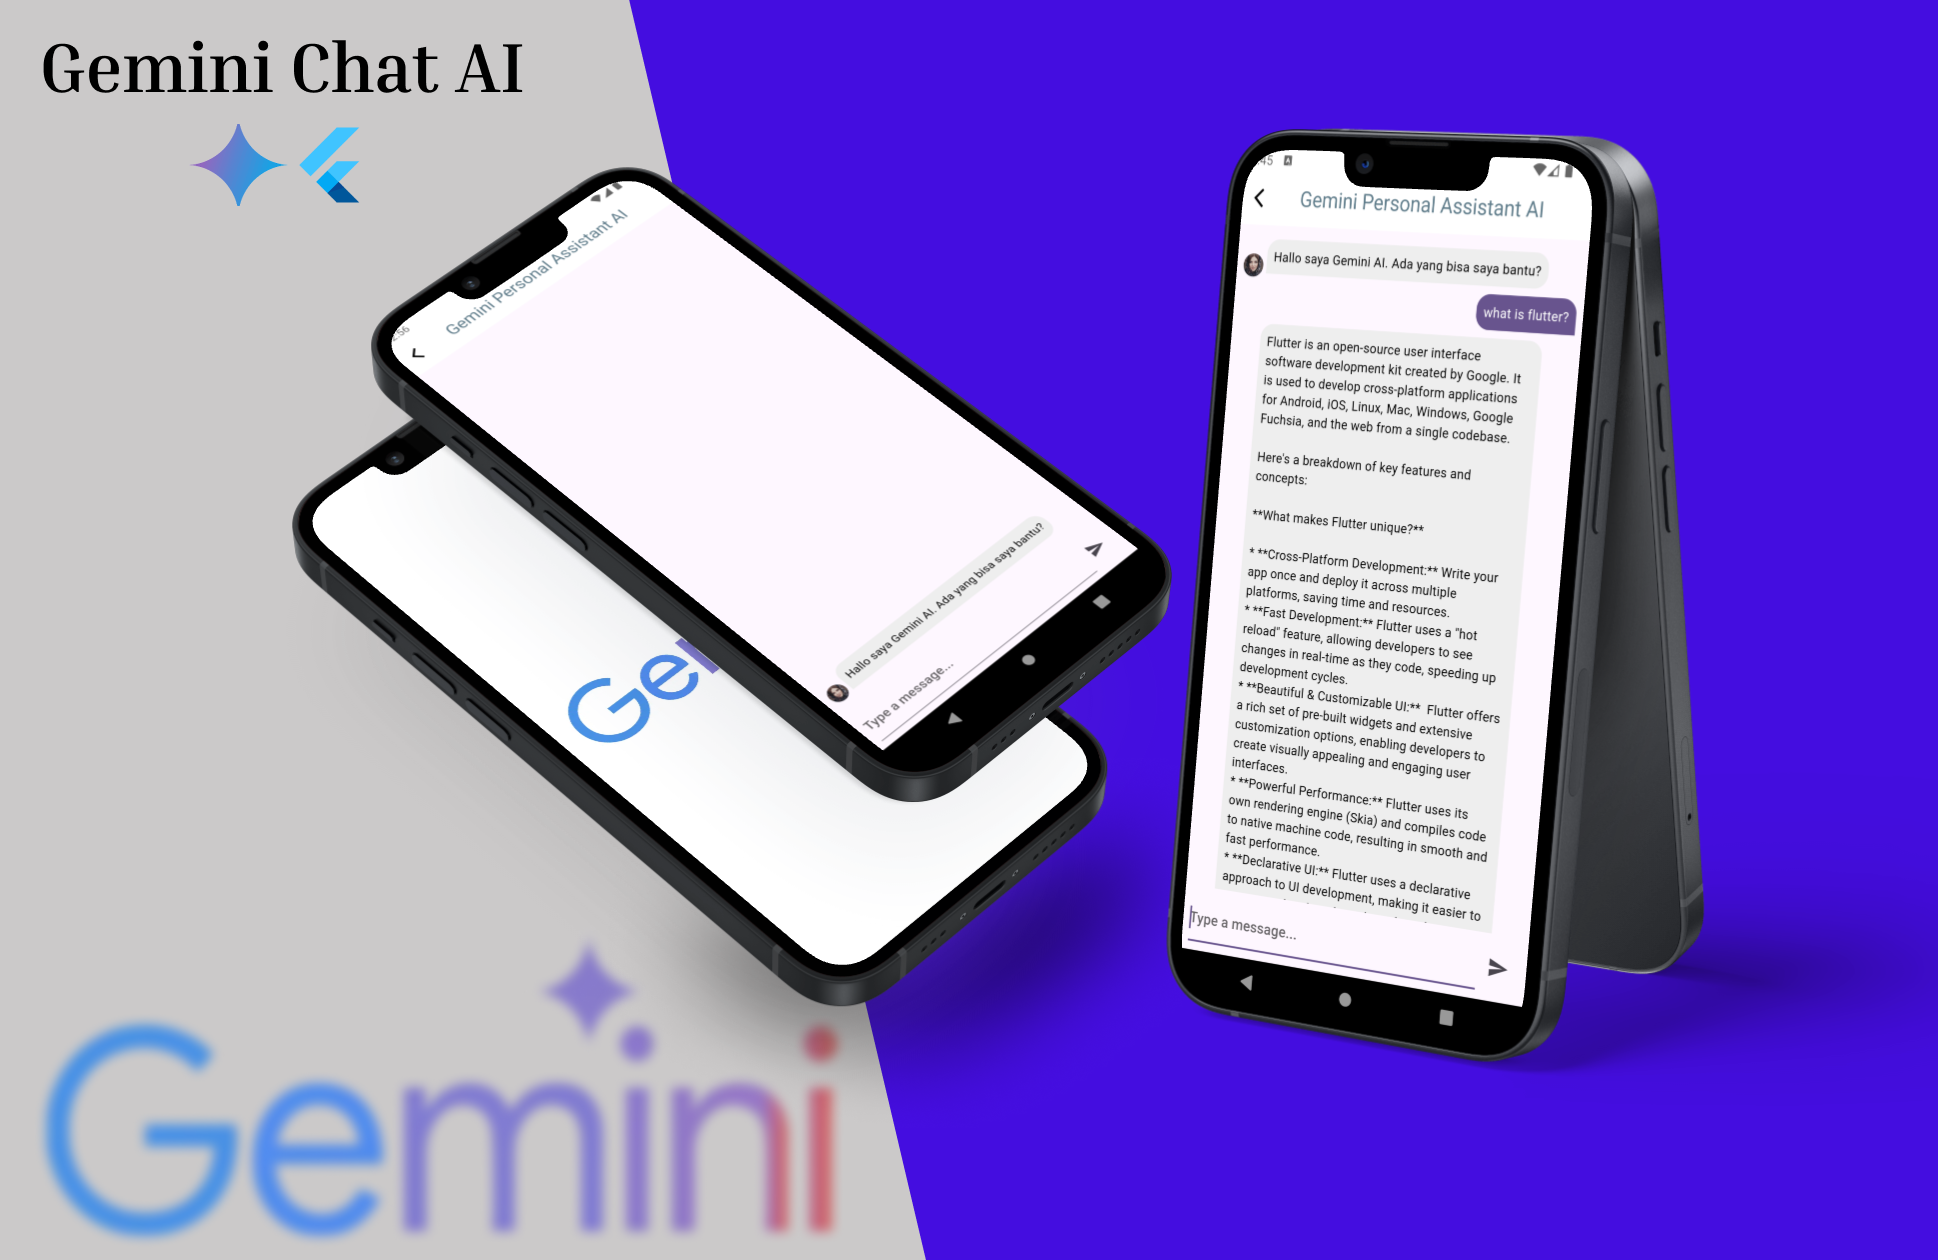 Gemini Chat AI
Gemini Personal Assistant AI
Hallo saya Gemini AI. Ada yang bisa saya bantu?
Type a message...
Ge
Gemini
45
Gemini Personal Assistant AI
Hallo saya Gemini AI. Ada yang bisa saya bantu?
what is flutter?
Flutter is an open-source user interface
software development kit created by Google. It
is used to develop cross-platform applications
for Android, iOS, Linux, Mac, Windows, Google
Fuchsia, and the web from a single codebase.
Here's a breakdown of key features and
concepts:
**What makes Flutter unique?**
* **Cross-Platform Development:** Write your
app once and deploy it across multiple
platforms, saving time and resources.
* **Fast Development:** Flutter uses a "hot
reload" feature, allowing developers to see
changes in real-time as they code, speeding up
development cycles.
* **Beautiful & Customizable UI:** Flutter offers
a rich set of pre-built widgets and extensive
customization options, enabling developers to
create visually appealing and engaging user
interfaces.
* **Powerful Performance:** Flutter uses its
own rendering engine (Skia) and compiles code
to native machine code, resulting in smooth and
fast performance.
* **Declarative UI:** Flutter uses a declarative
approach to UI development, making it easier to
Type a message...